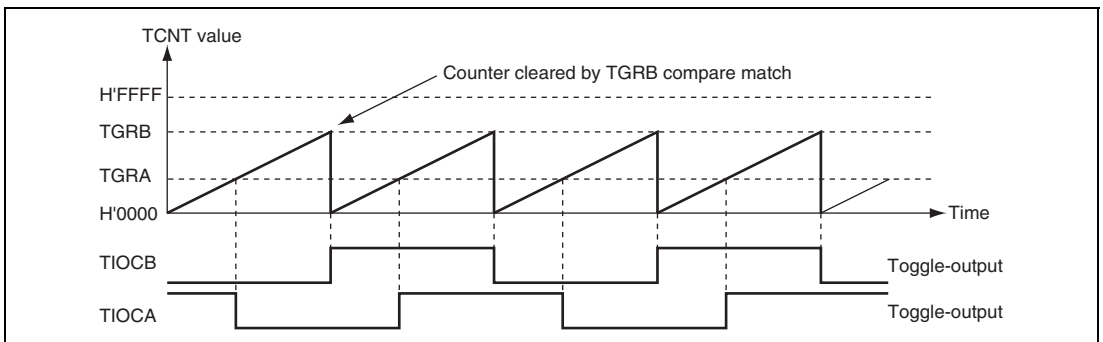 TCNT value
Counter cleared by TGRB compare match
H'FFFF
TGRB
TGRA
H'0000
Time
TIOCB
Toggle-output
TIOCA
Toggle-output